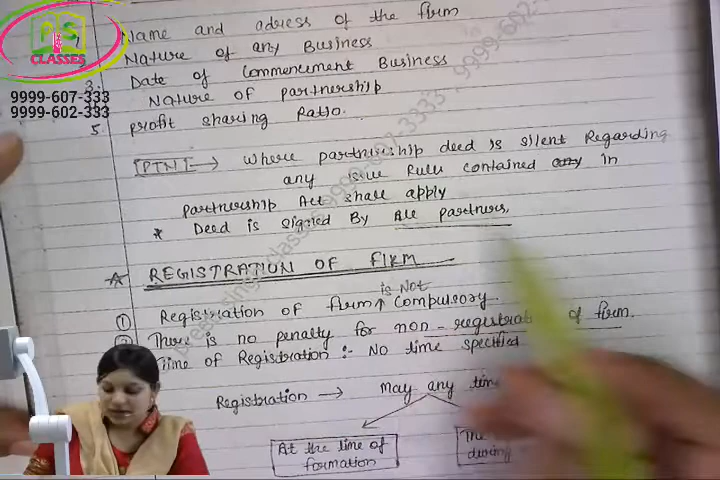 PS
CLASSES
9999-607-333
9999-602-333
Name and adress of the firm
Nature of any Business
3. Date of commencement Business
Nature of partnership
5. profit sharing Ratio.
[PTN] → Where partnership deed is silent Regarding
any Rules contained any in
partnership Act shall apply
* Deed is signed By All partners.
REGISTRATION OF FIRM
is Not
① Registration of firm ↑ Compulsory.
② There is no penalty for non-registrat of firm.
Time of Registration :- No time specified
Registration → May any time
At the time of
formation
The
during